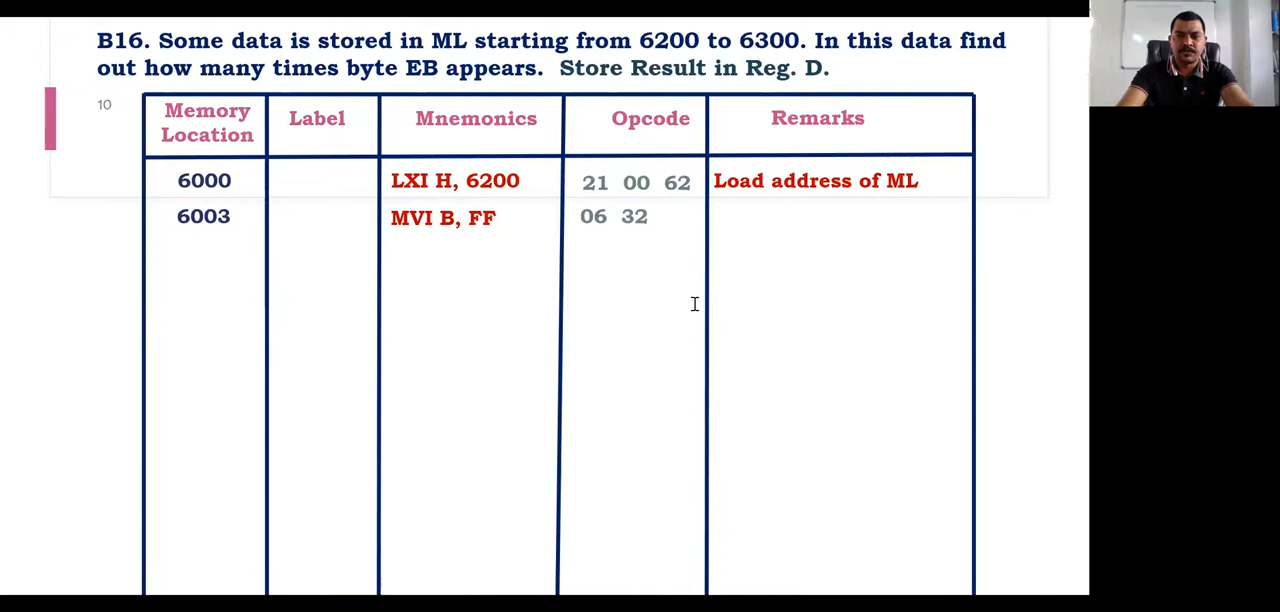 B16. Some data is stored in ML starting from 6200 to 6300. In this data find
out how many times byte EB appears. Store Result in Reg. D.
10
Memory Location Label Mnemonics Opcode Remarks
6000 LXI H, 6200 21 00 62 Load address of ML
6003 MVI B, FF 06 32